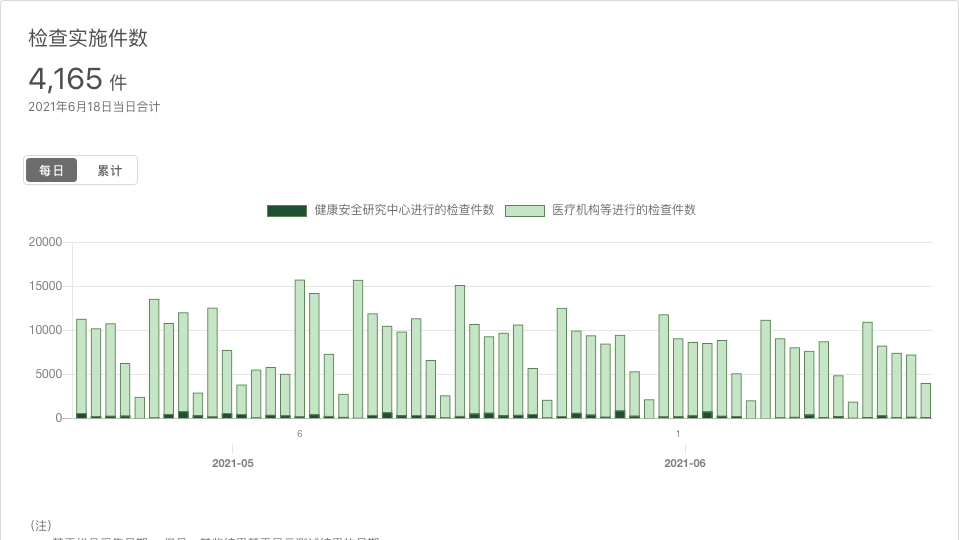 检查实施件数
4,165 件
2021年6月18日当日合计
每日 累计
健康安全研究中心进行的检查件数 医疗机构等进行的检查件数
20000
15000
10000
5000
0
6 1
2021-05 2021-06
(注)